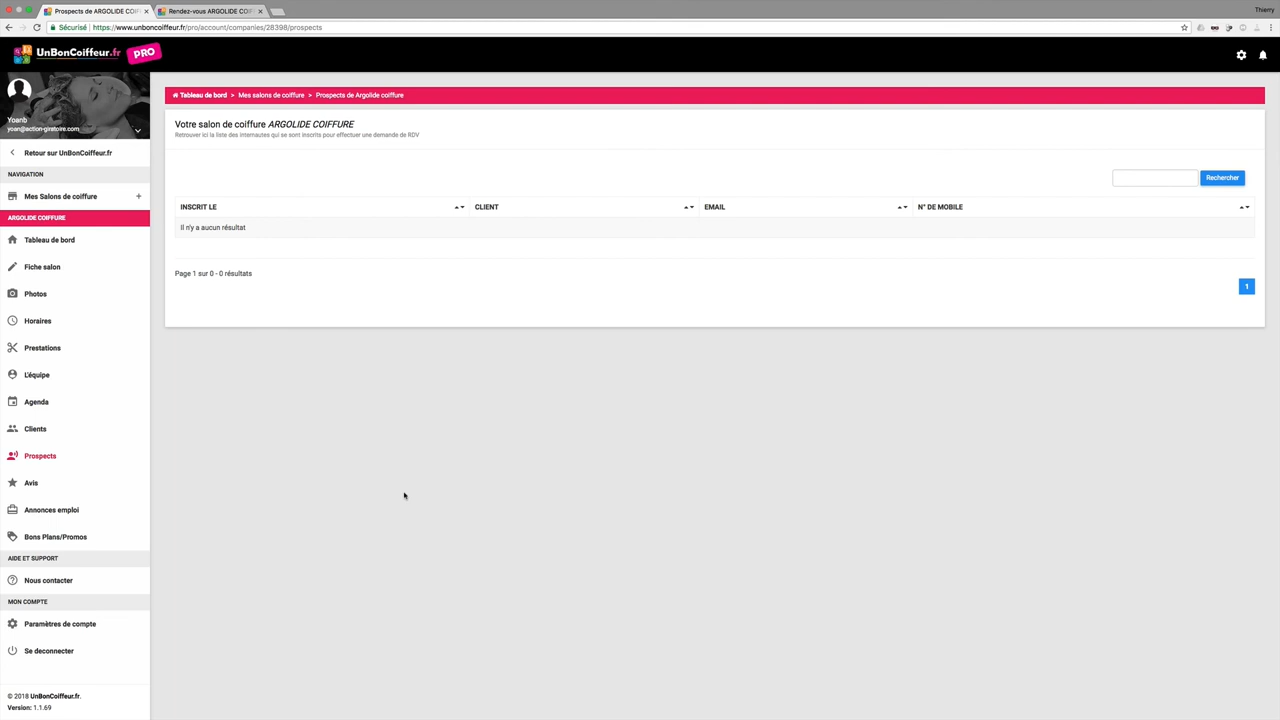 Prospects de ARGOLIDE COIF
Rendez-vous ARGOLIDE COIF
Thierry
Sécurisé
https://www.unboncoiffeur.fr/pro/account/companies/28398/prospects
UnBonCoiffeur.fr PRO
Yoanb
yoan@action-giratoire.com
Retour sur UnBonCoiffeur.fr
NAVIGATION
Mes Salons de coiffure +
ARGOLIDE COIFFURE
Tableau de bord
Fiche salon
Photos
Horaires
Prestations
L'équipe
Agenda
Clients
Prospects
Avis
Annonces emploi
Bons Plans/Promos
AIDE ET SUPPORT
Nous contacter
MON COMPTE
Paramètres de compte
Se deconnecter
© 2018 UnBonCoiffeur.fr.
Version: 1.1.69
Tableau de bord > Mes salons de coiffure > Prospects de Argolide coiffure
Votre salon de coiffure ARGOLIDE COIFFURE
Retrouver ici la liste des internautes qui se sont inscrits pour effectuer une demande de RDV
Rechercher
INSCRIT LE CLIENT EMAIL N° DE MOBILE
Il n'y a aucun résultat
Page 1 sur 0 - 0 résultats
1